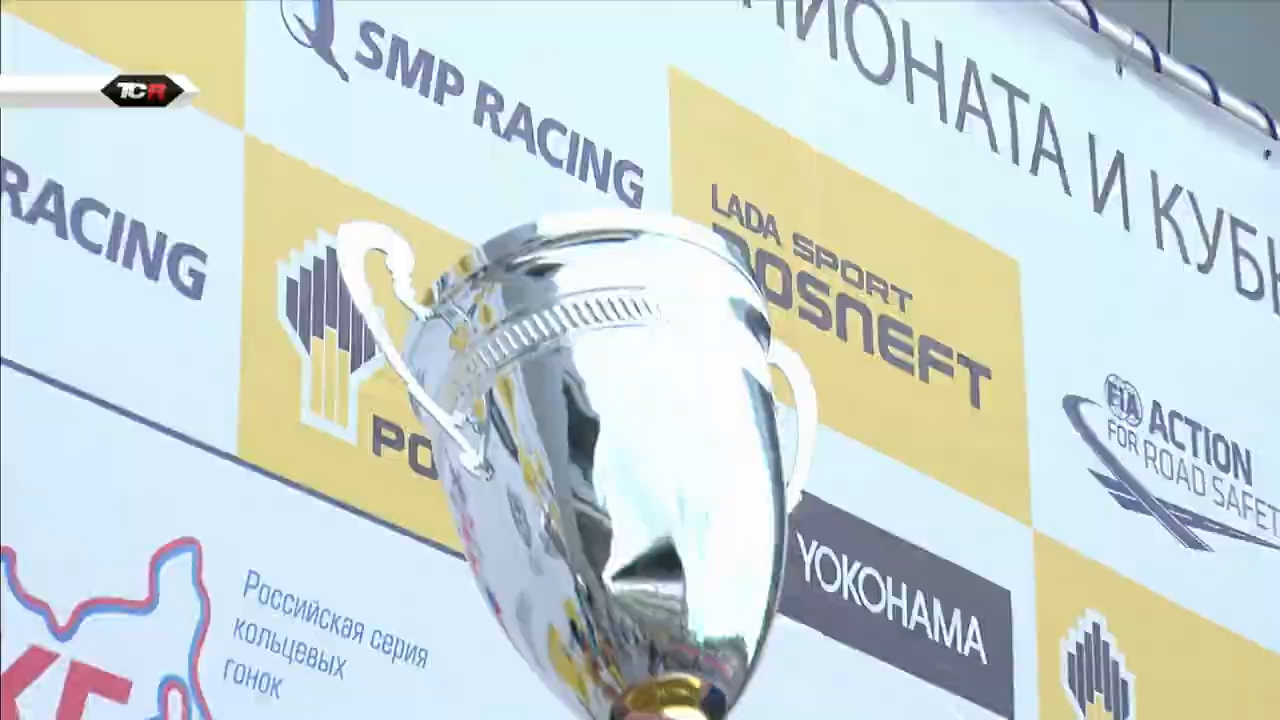 SMP RACING
ИОНАТА И КУБ
TCR
RACING
LADA SPORT
ROSNEFT
FIA ACTION
FOR ROAD SAFET
РО
YOKOHAMA
Российская серия
кольцевых
гонок